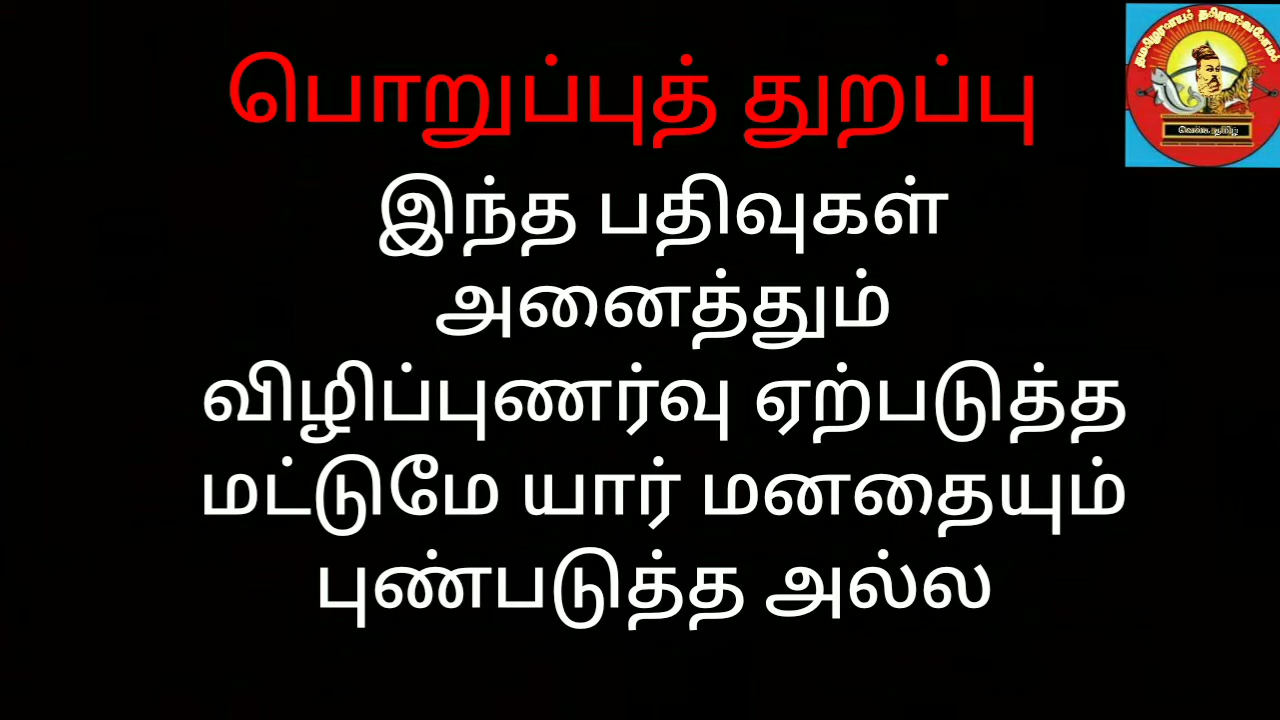 பொறுப்புத் துறப்பு
இந்த பதிவுகள்
அனைத்தும்
விழிப்புணர்வு ஏற்படுத்த
மட்டுமே யார் மனதையும்
புண்படுத்த அல்ல